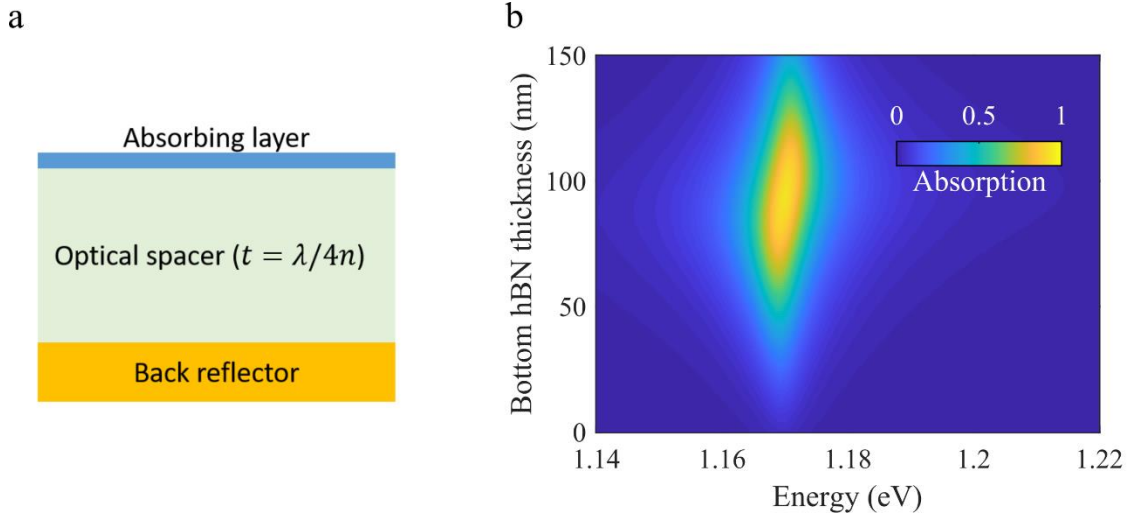 a
Absorbing layer
Optical spacer (t = λ/4n)
Back reflector
b
Bottom hBN thickness (nm)
150
100
50
0
0 0.5 1
Absorption
1.14 1.16 1.18 1.2 1.22
Energy (eV)